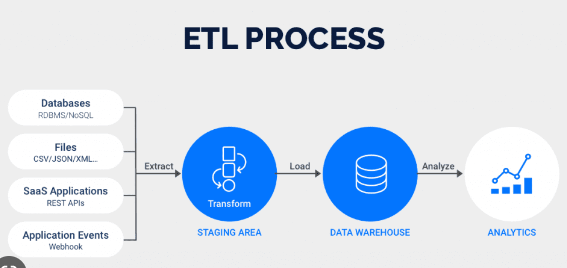 ETL PROCESS
Databases
RDBMS/NoSQL
Files
CSV/JSON/XML...
SaaS Applications
REST APIs
Application Events
Webhook
Extract
Transform
STAGING AREA
Load
DATA WAREHOUSE
Analyze
ANALYTICS